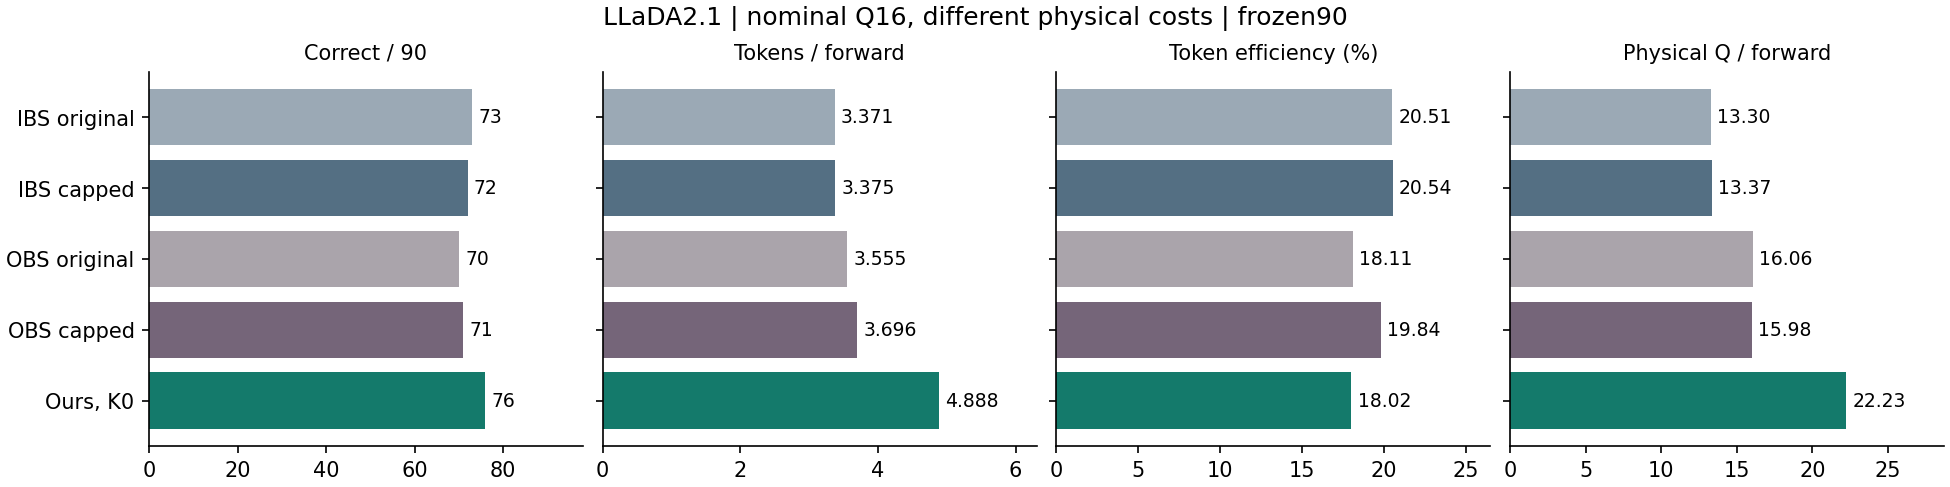 LLaDA2.1 | nominal Q16, different physical costs | frozen90
Correct / 90
IBS original
73
IBS capped
72
OBS original
70
OBS capped
71
Ours, K0
76
0 20 40 60 80
Tokens / forward
3.371
3.375
3.555
3.696
4.888
0 2 4 6
Token efficiency (%)
20.51
20.54
18.11
19.84
18.02
0 5 10 15 20 25
Physical Q / forward
13.30
13.37
16.06
15.98
22.23
0 5 10 15 20 25